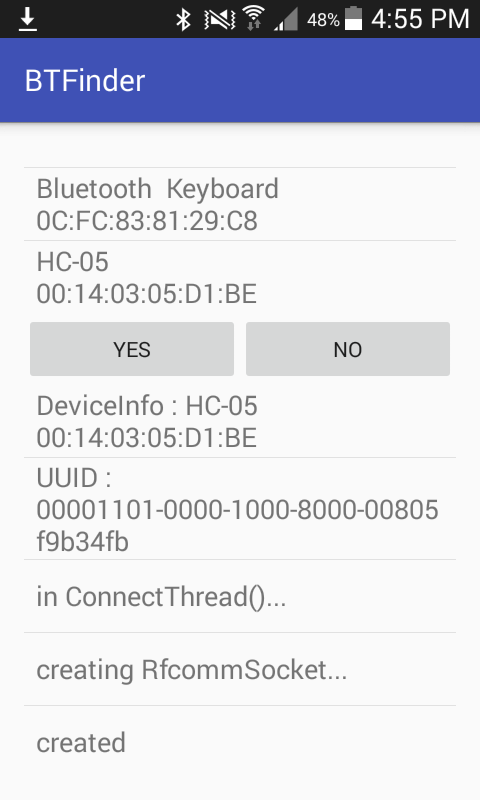 48% 4:55 PM
BTFinder
Bluetooth  Keyboard
0C:FC:83:81:29:C8
HC-05
00:14:03:05:D1:BE
YES NO
DeviceInfo : HC-05
00:14:03:05:D1:BE
UUID :
00001101-0000-1000-8000-00805
f9b34fb
in ConnectThread()...
creating RfcommSocket...
created